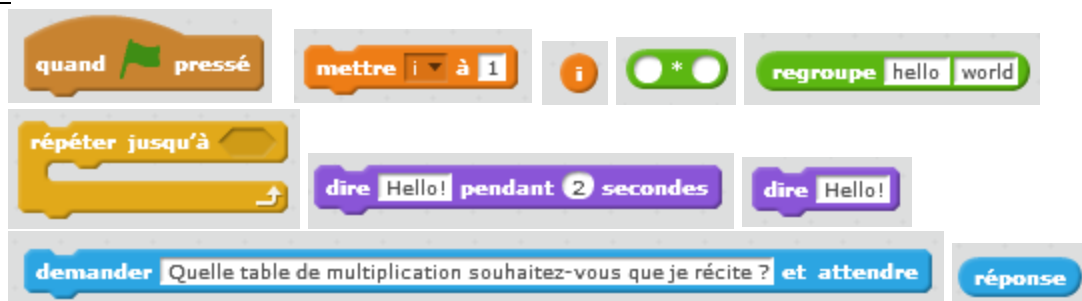 quand pressé
mettre i à 1
i
*
regroupe hello world
répéter jusqu'à
dire Hello! pendant 2 secondes
dire Hello!
demander Quelle table de multiplication souhaitez-vous que je récite ? et attendre
réponse